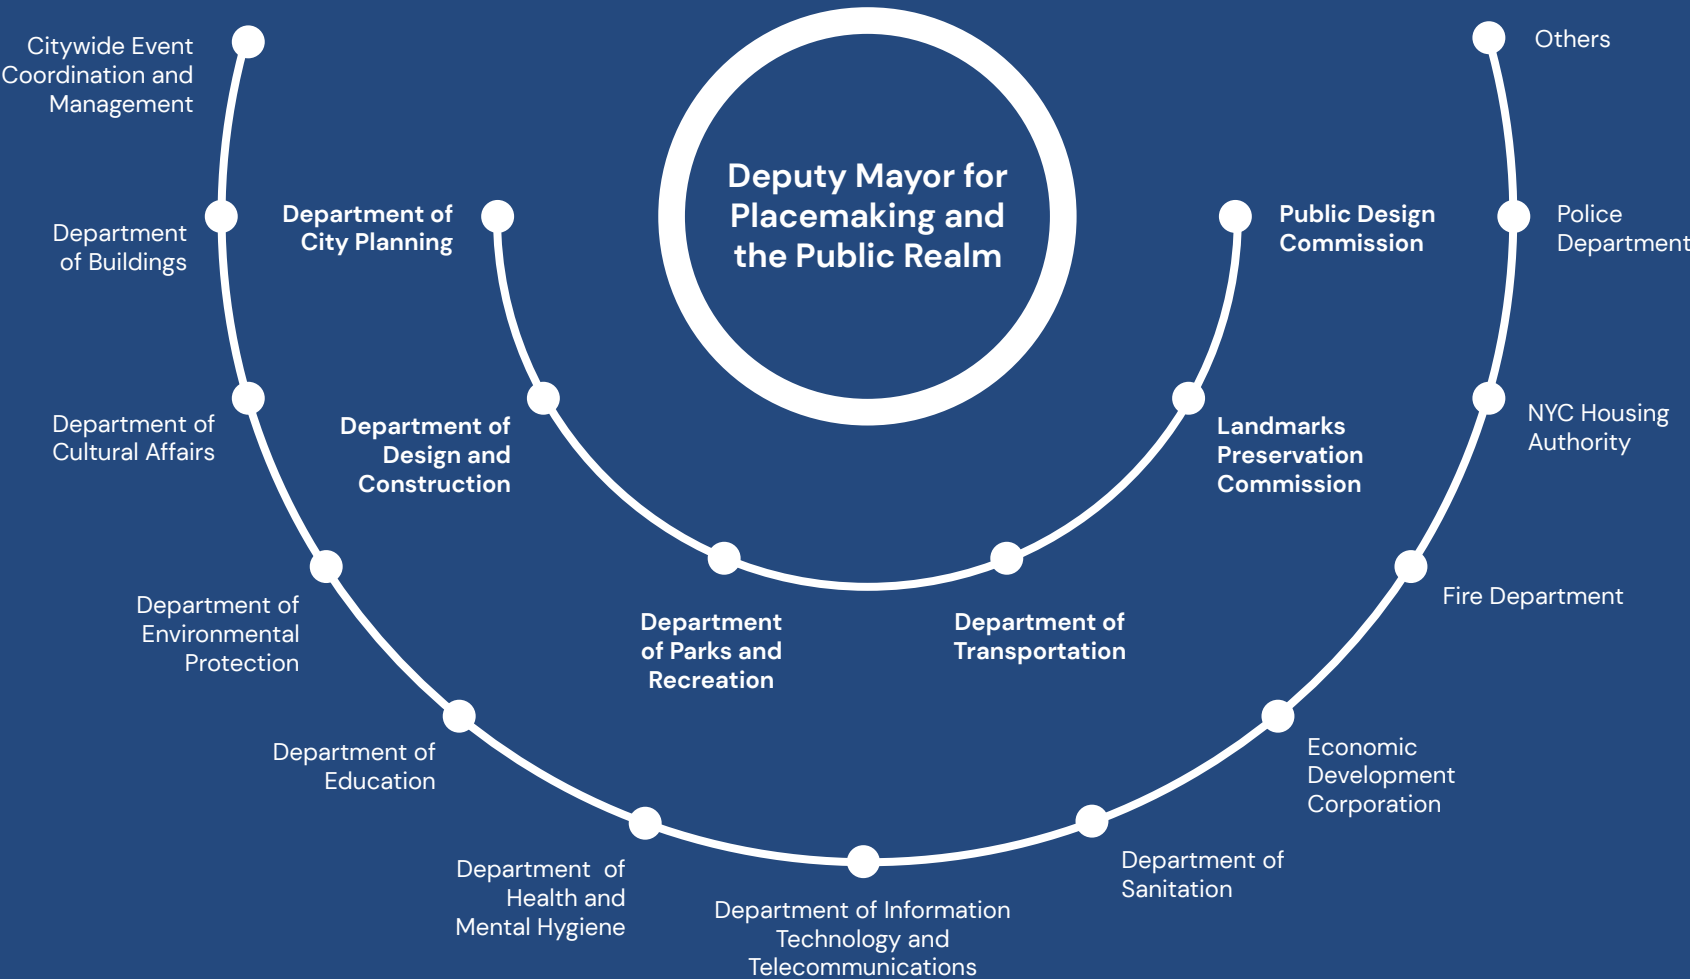 Deputy Mayor for
Placemaking and
the Public Realm
Department of
City Planning
Department of
Design and
Construction
Department
of Parks and
Recreation
Department of
Transportation
Landmarks
Preservation
Commission
Public Design
Commission
Citywide Event
Coordination and
Management
Department
of Buildings
Department of
Cultural Affairs
Department of
Environmental
Protection
Department of
Education
Department of
Health and
Mental Hygiene
Department of Information
Technology and
Telecommunications
Department of
Sanitation
Economic
Development
Corporation
Fire Department
NYC Housing
Authority
Police
Department
Others